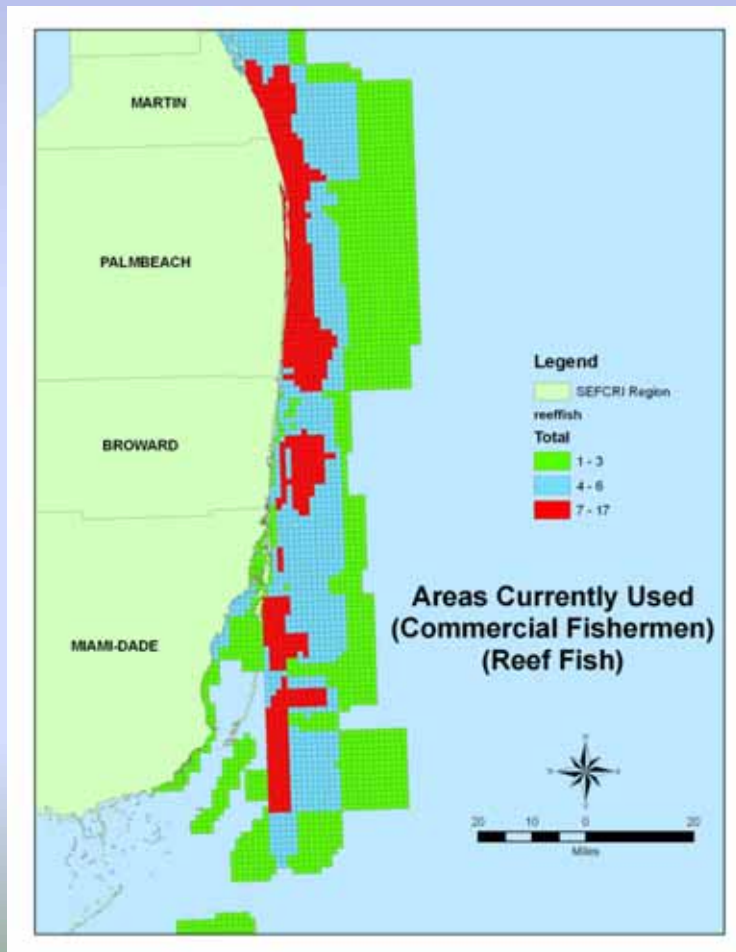 MARTIN
PALMBEACH
BROWARD
MIAMI-DADE
Legend
SEFCRI Region
reeffish
Total
1 - 3
4 - 6
7 - 17
Areas Currently Used
(Commercial Fishermen)
(Reef Fish)
20 10 0 20
Miles